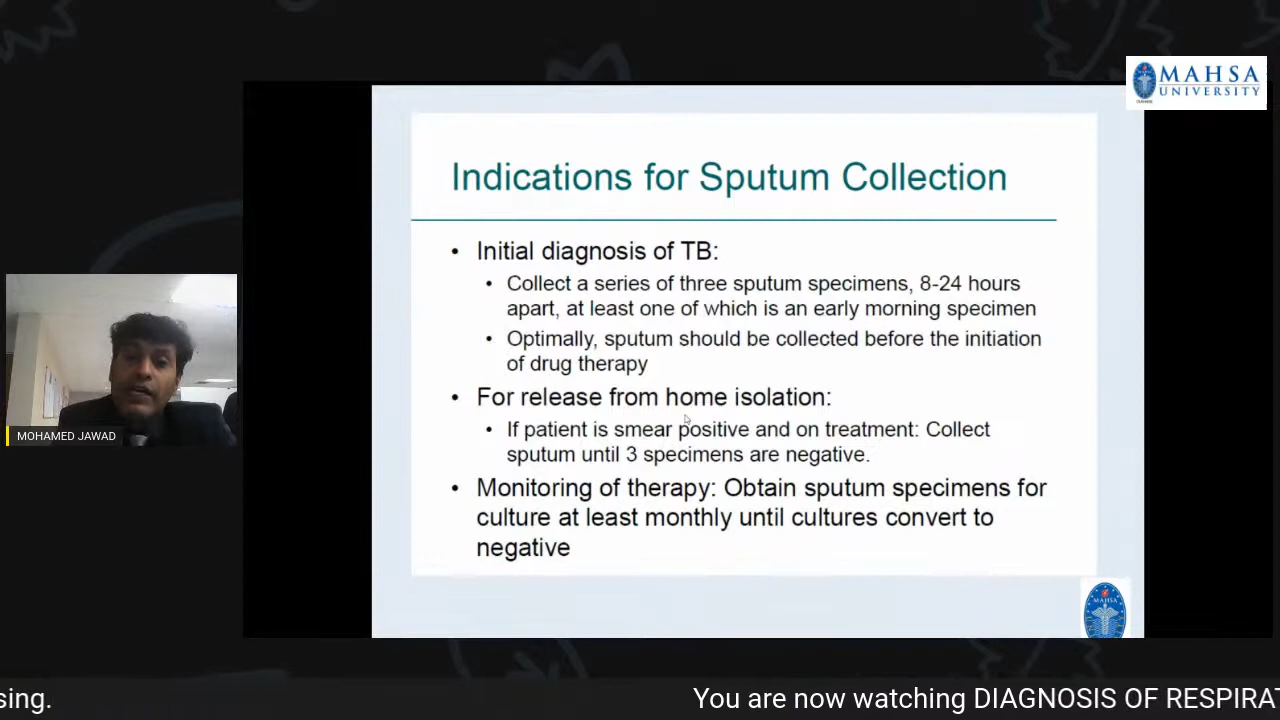 MAHSA
UNIVERSITY
Indications for Sputum Collection
• Initial diagnosis of TB:
• Collect a series of three sputum specimens, 8-24 hours
apart, at least one of which is an early morning specimen
• Optimally, sputum should be collected before the initiation
of drug therapy
• For release from home isolation:
• If patient is smear positive and on treatment: Collect
sputum until 3 specimens are negative.
• Monitoring of therapy: Obtain sputum specimens for
culture at least monthly until cultures convert to
negative
MOHAMED JAWAD
MAHSA
sing.
You are now watching DIAGNOSIS OF RESPIRAT